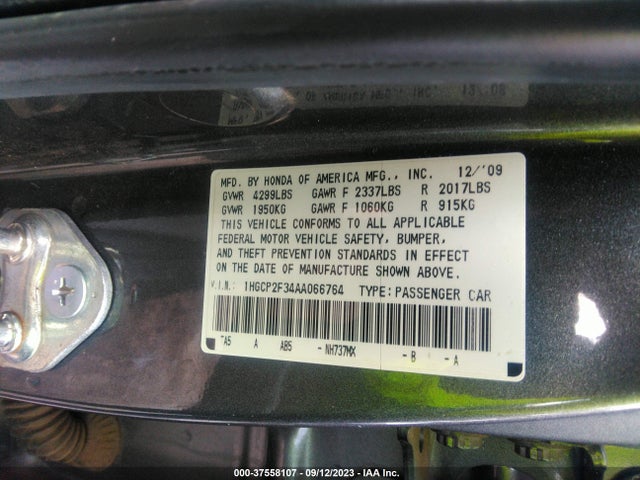 MFD. BY HONDA OF AMERICA MFG., INC. 12/'09
GVWR 4299LBS GAWR F 2337LBS R 2017LBS
GVWR 1950KG GAWR F 1060KG R 915KG
THIS VEHICLE CONFORMS TO ALL APPLICABLE
FEDERAL MOTOR VEHICLE SAFETY, BUMPER,
AND THEFT PREVENTION STANDARDS IN EFFECT
ON THE DATE OF MANUFACTURE SHOWN ABOVE.
V.I.N.: 1HGCP2F34AA066764 TYPE: PASSENGER CAR
TA5 A AB5 - NH737MX - B - A
000-37558107 - 09/12/2023 - IAA Inc.